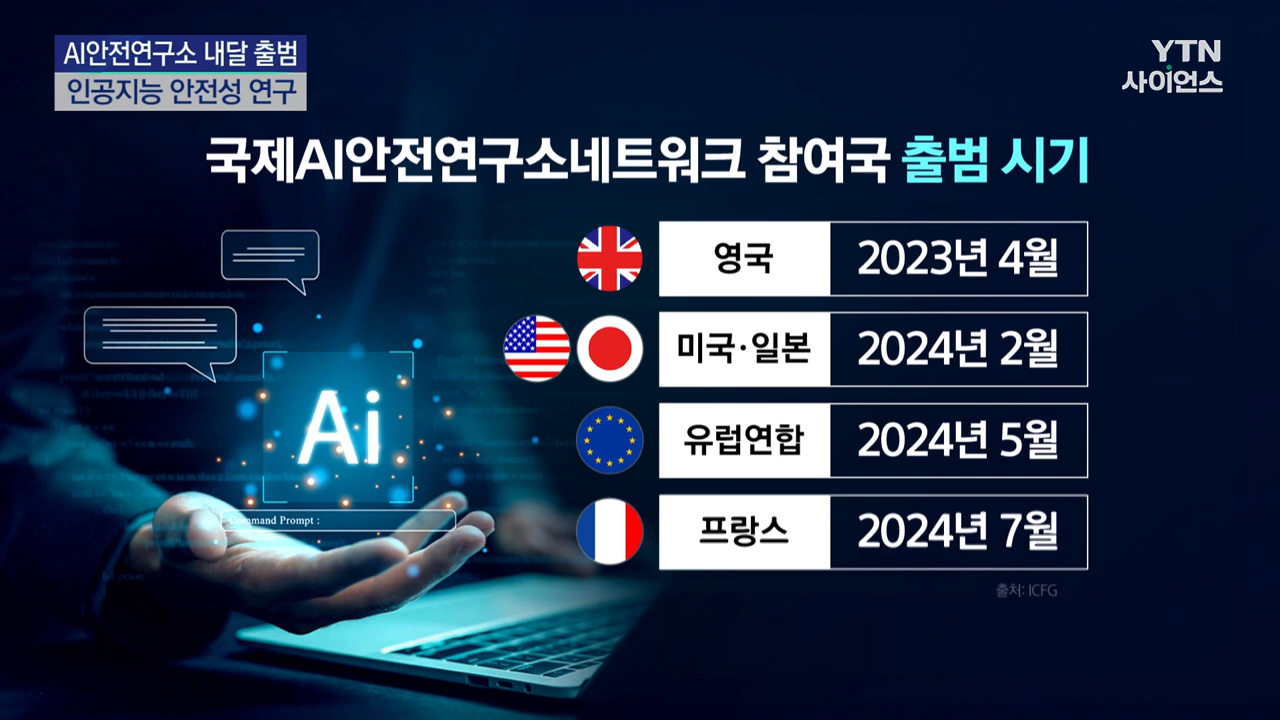 AI안전연구소 내달 출범
인공지능 안전성 연구
YTN
사이언스
국제AI안전연구소네트워크 참여국 출범 시기
영국 2023년 4월
미국·일본 2024년 2월
유럽연합 2024년 5월
프랑스 2024년 7월
출처: ICFG
Ai
Command Prompt :